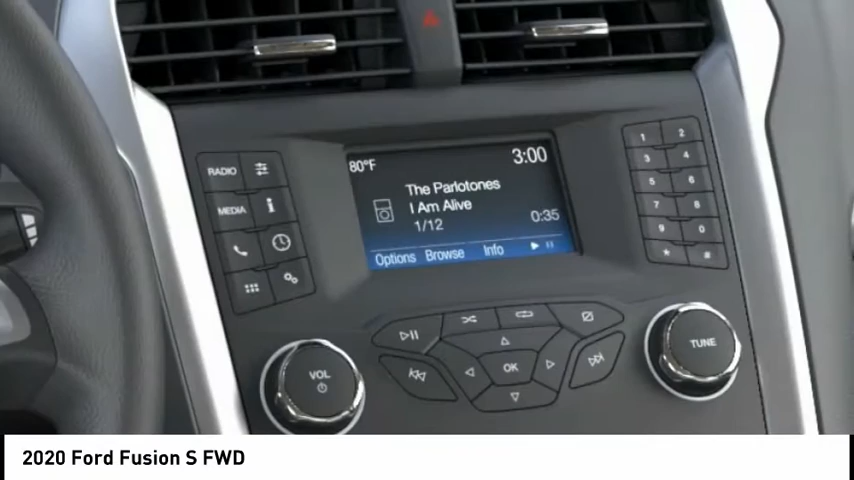 80°F 3:00
The Parlotones
I Am Alive
1/12 0:35
Options Browse Info
RADIO
MEDIA
1 2
3 4
5 6
7 8
9 0
* #
VOL
OK
TUNE
2020 Ford Fusion S FWD